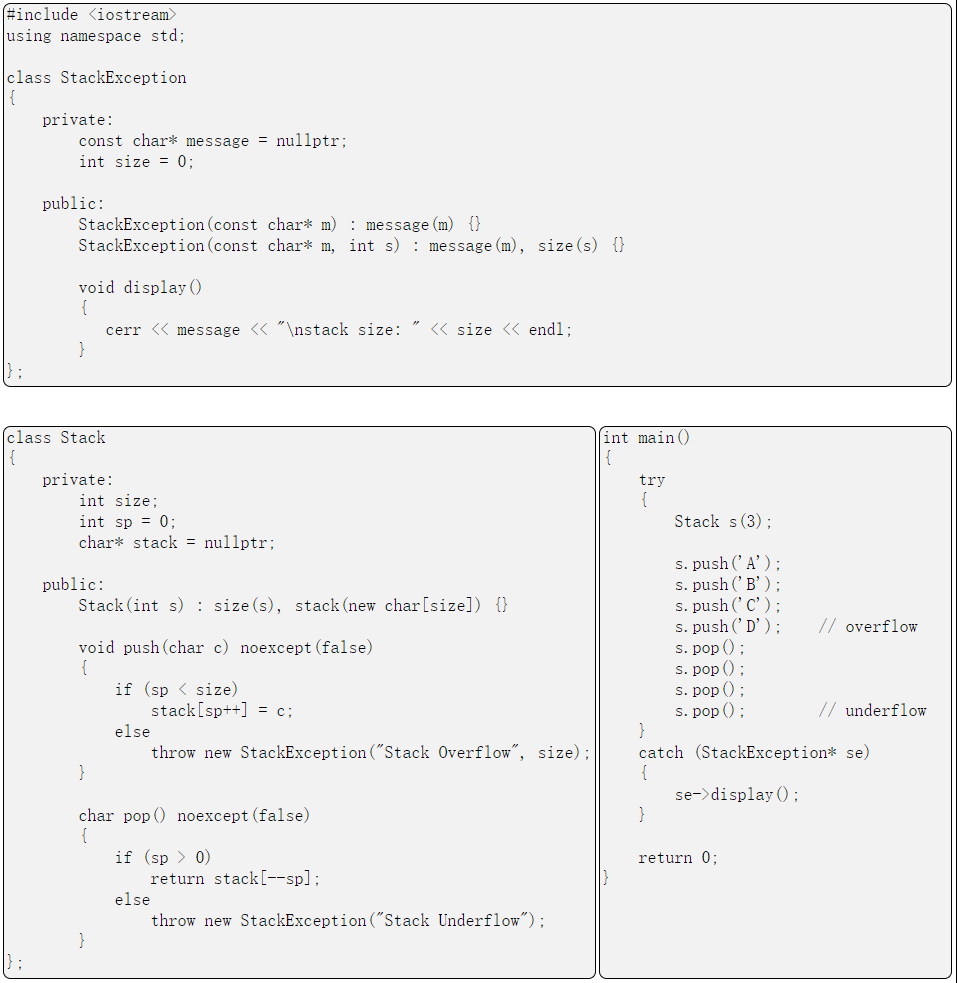 #include <iostream>
using namespace std;

class StackException
{
    private:
        const char* message = nullptr;
        int size = 0;

    public:
        StackException(const char* m) : message(m) {}
        StackException(const char* m, int s) : message(m), size(s) {}

        void display()
        {
           cerr << message << "\nstack size: " << size << endl;
        }
};

class Stack
{
    private:
        int size;
        int sp = 0;
        char* stack = nullptr;

    public:
        Stack(int s) : size(s), stack(new char[size]) {}

        void push(char c) noexcept(false)
        {
            if (sp < size)
                stack[sp++] = c;
            else
                throw new StackException("Stack Overflow", size);
        }

        char pop() noexcept(false)
        {
            if (sp > 0)
                return stack[--sp];
            else
                throw new StackException("Stack Underflow");
        }
};

int main()
{
    try
    {
        Stack s(3);

        s.push('A');
        s.push('B');
        s.push('C');
        s.push('D');    // overflow
        s.pop();
        s.pop();
        s.pop();
        s.pop();        // underflow
    }
    catch (StackException* se)
    {
        se->display();
    }

    return 0;
}